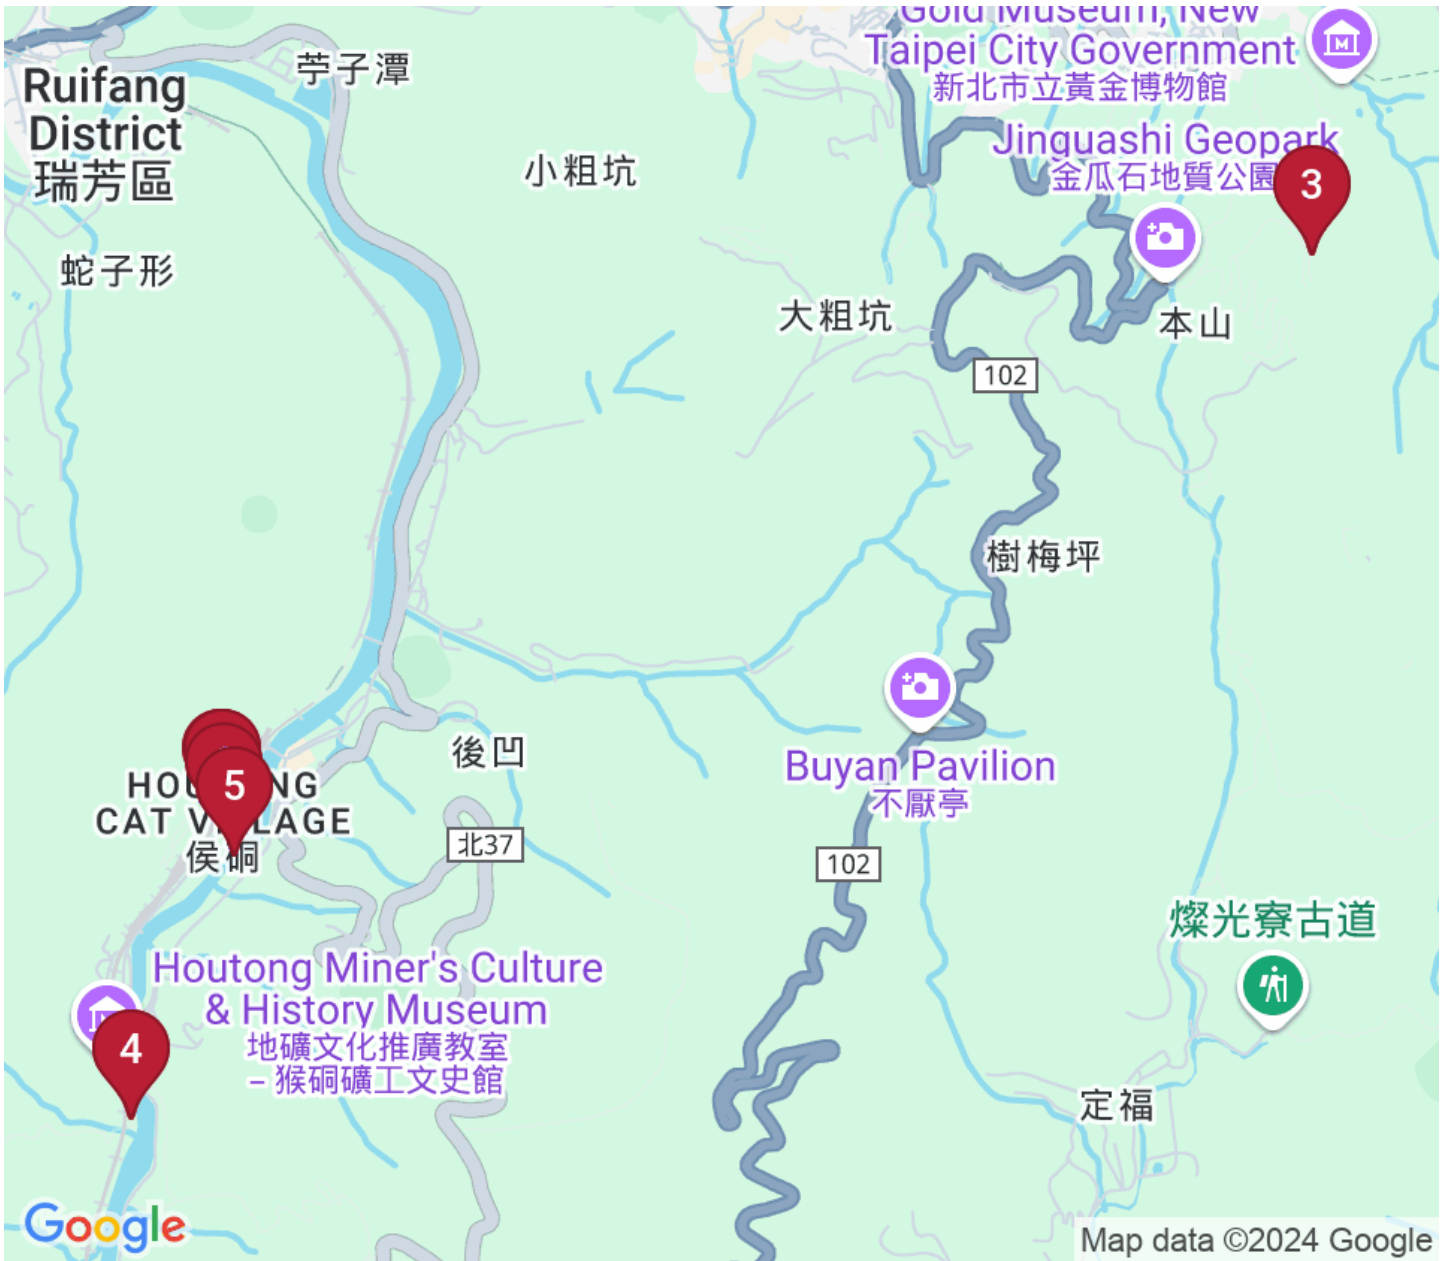 Gold Museum, New
Taipei City Government
新北市立黃金博物館
苧子潭
Ruifang
District
瑞芳區
Jinguashi Geopark
金瓜石地質公園
3
小粗坑
蛇子形
大粗坑
本山
102
樹梅坪
Buyan Pavilion
不厭亭
後凹
5
HOUTONG
CAT VILLAGE
侯硐
北37
102
燦光寮古道
Houtong Miner's Culture
& History Museum
地礦文化推廣教室
– 猴硐礦工文史館
4
定福
Google
Map data ©2024 Google